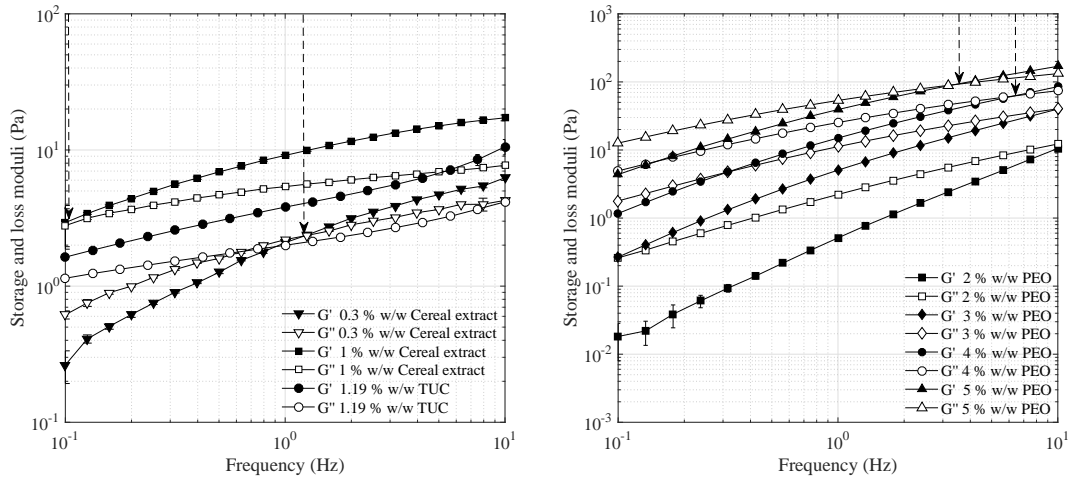 10^2
10^1
10^0
10^-1
Storage and loss moduli (Pa)
G' 0.3 % w/w Cereal extract
G'' 0.3 % w/w Cereal extract
G' 1 % w/w Cereal extract
G'' 1 % w/w Cereal extract
G' 1.19 % w/w TUC
G'' 1.19 % w/w TUC
10^-1
10^0
10^1
Frequency (Hz)
10^3
10^2
10^1
10^0
10^-1
10^-2
10^-3
Storage and loss moduli (Pa)
G' 2 % w/w PEO
G'' 2 % w/w PEO
G' 3 % w/w PEO
G'' 3 % w/w PEO
G' 4 % w/w PEO
G'' 4 % w/w PEO
G' 5 % w/w PEO
G'' 5 % w/w PEO
10^-1
10^0
10^1
Frequency (Hz)